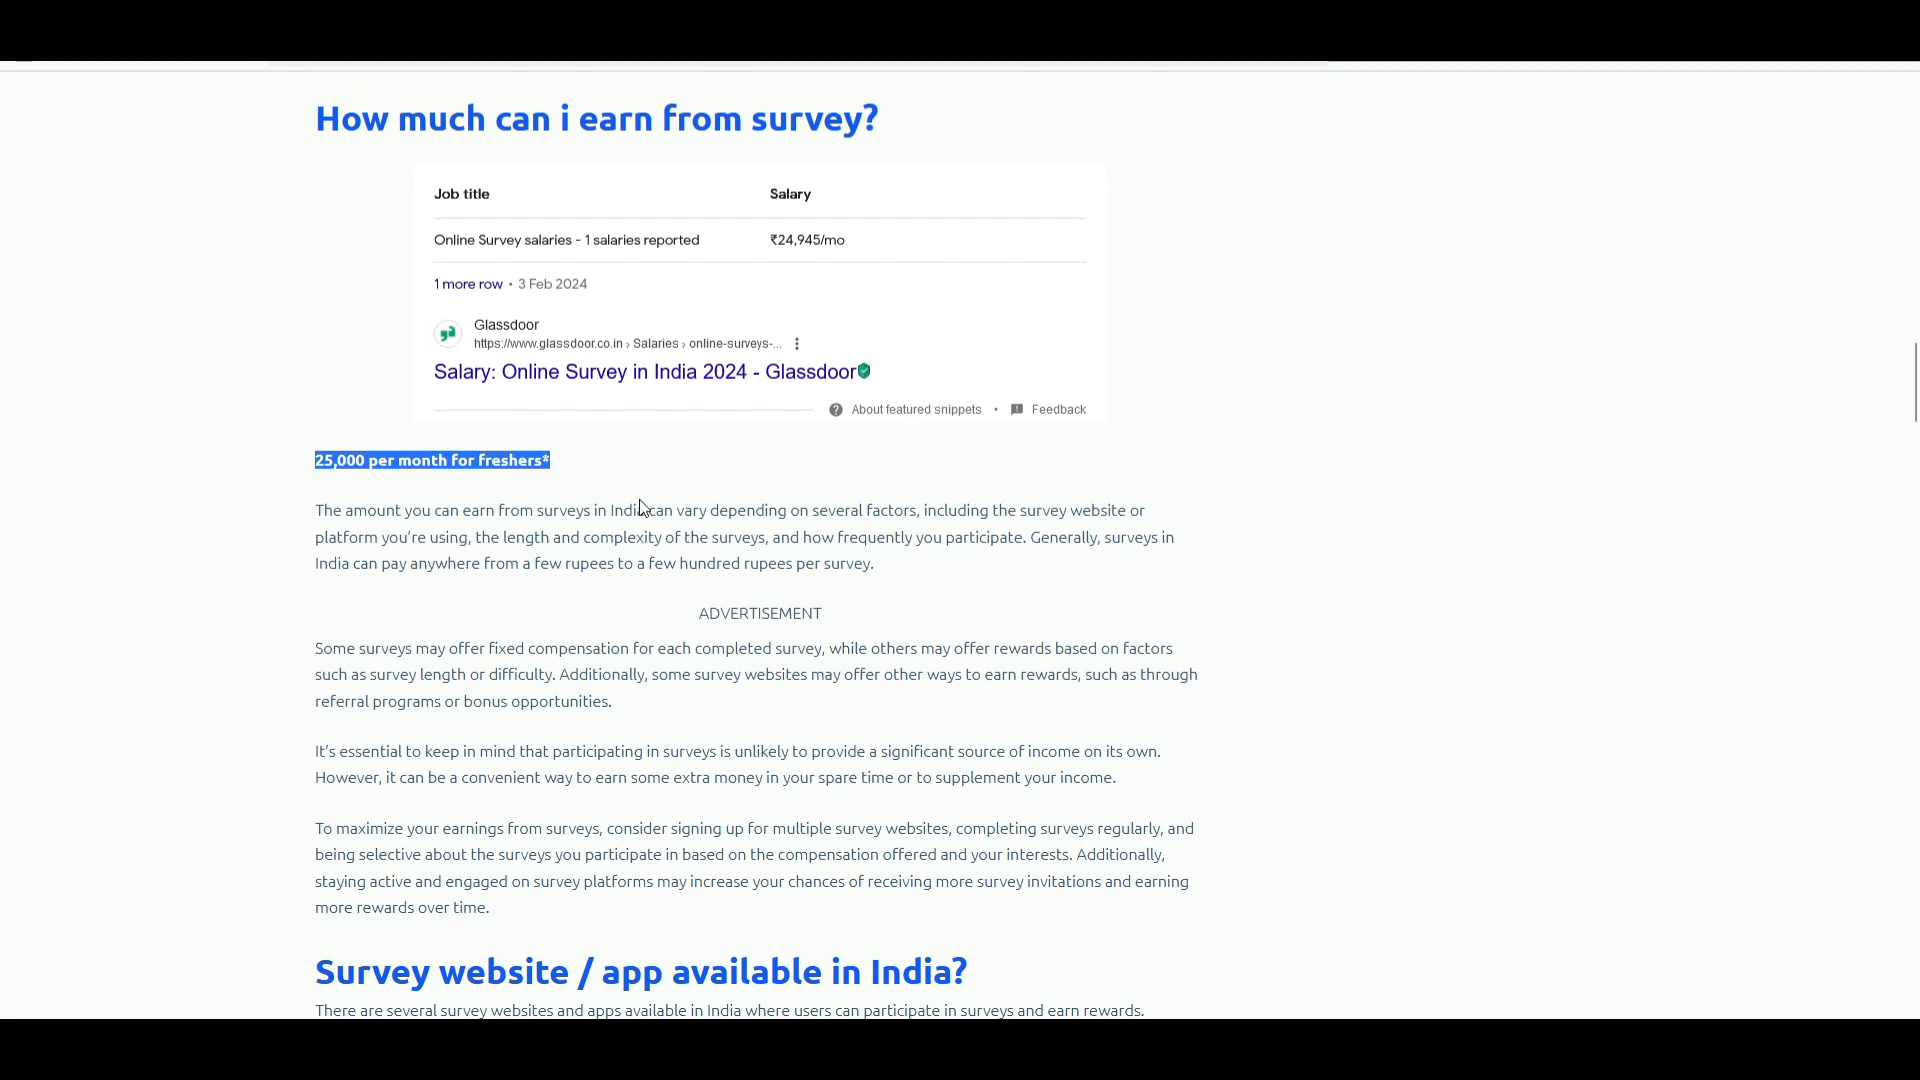 How much can i earn from survey?
Job title Salary
Online Survey salaries - 1 salaries reported ₹24,945/mo
1 more row • 3 Feb 2024
Glassdoor
https://www.glassdoor.co.in › Salaries › online-surveys-...
Salary: Online Survey in India 2024 - Glassdoor
About featured snippets • Feedback
25,000 per month for freshers*
The amount you can earn from surveys in India can vary depending on several factors, including the survey website or
platform you’re using, the length and complexity of the surveys, and how frequently you participate. Generally, surveys in
India can pay anywhere from a few rupees to a few hundred rupees per survey.
ADVERTISEMENT
Some surveys may offer fixed compensation for each completed survey, while others may offer rewards based on factors
such as survey length or difficulty. Additionally, some survey websites may offer other ways to earn rewards, such as through
referral programs or bonus opportunities.
It’s essential to keep in mind that participating in surveys is unlikely to provide a significant source of income on its own.
However, it can be a convenient way to earn some extra money in your spare time or to supplement your income.
To maximize your earnings from surveys, consider signing up for multiple survey websites, completing surveys regularly, and
being selective about the surveys you participate in based on the compensation offered and your interests. Additionally,
staying active and engaged on survey platforms may increase your chances of receiving more survey invitations and earning
more rewards over time.
Survey website / app available in India?
There are several survey websites and apps available in India where users can participate in surveys and earn rewards.